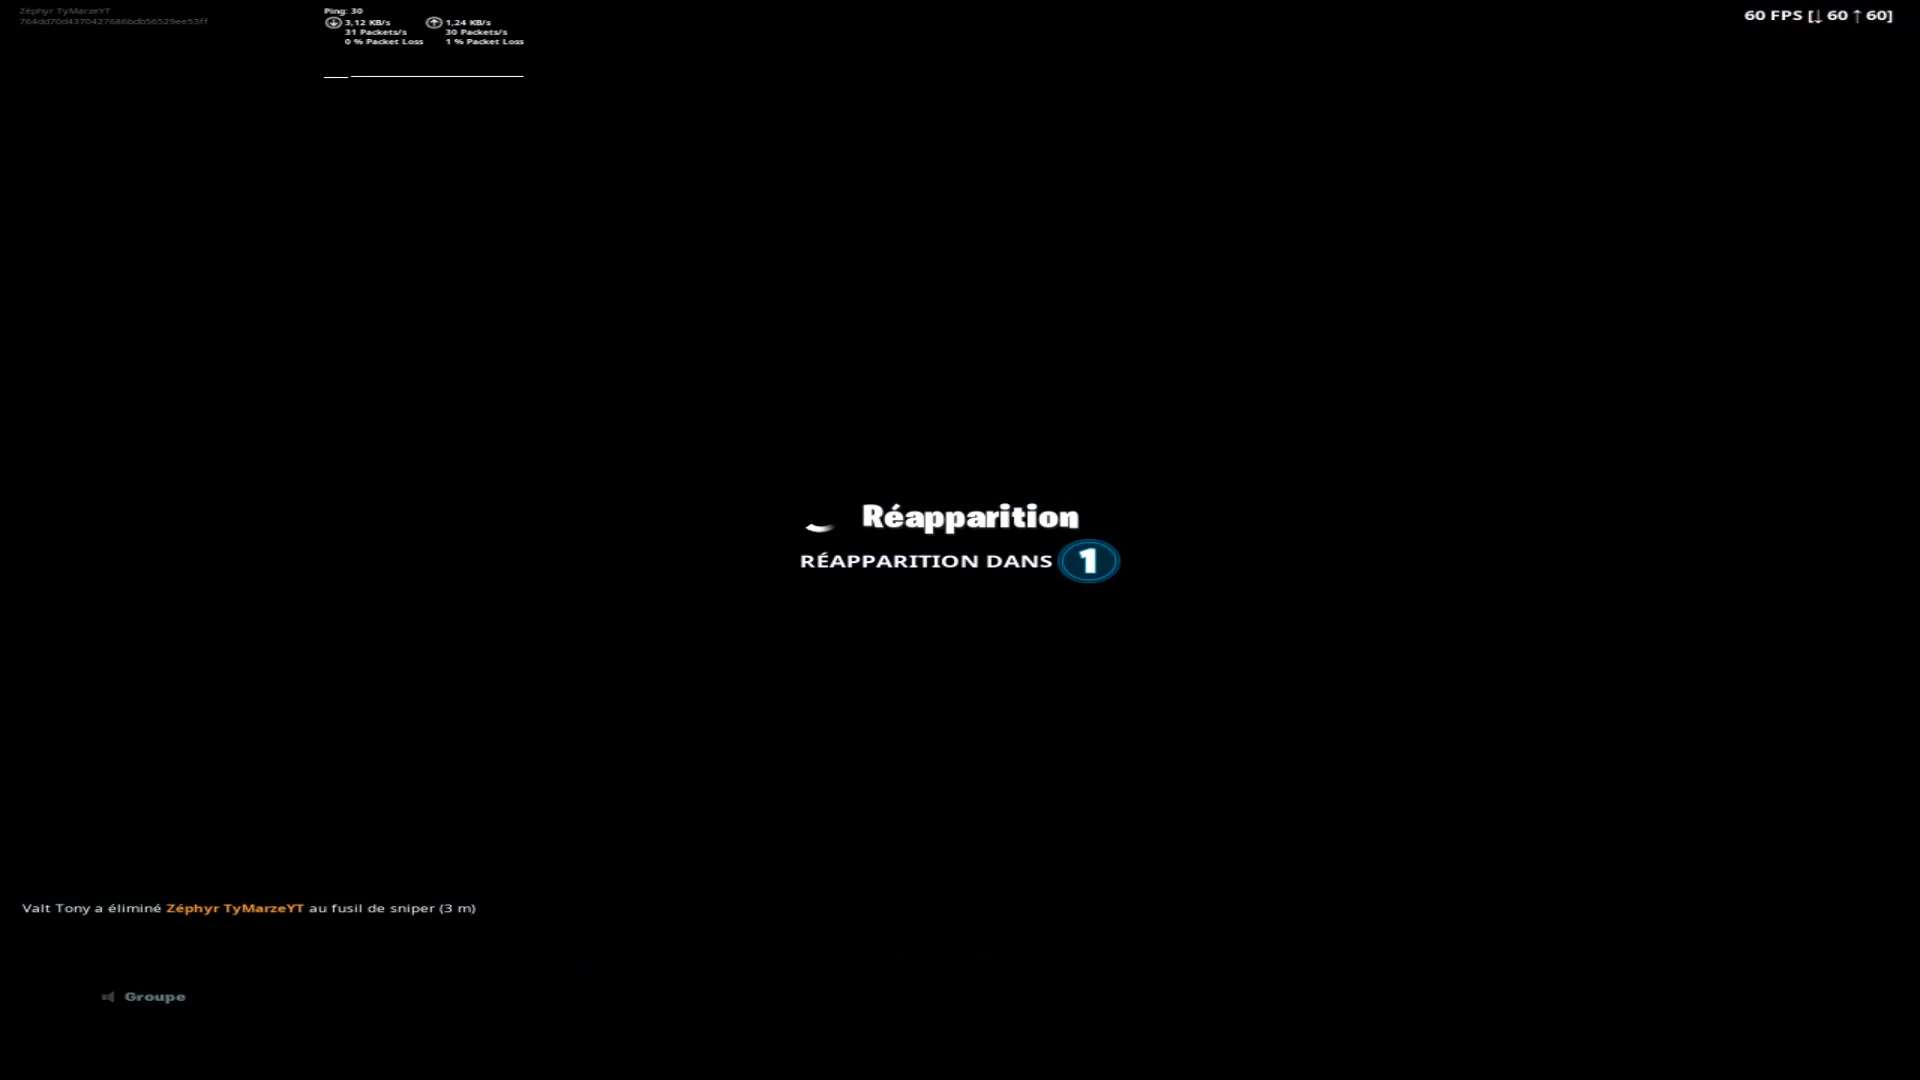 Zéphyr TyMarzeYT
Ping: 30
3,12 KB/s
1,24 KB/s
31 Packets/s
30 Packets/s
0 % Packet Loss
1 % Packet Loss
60 FPS [↓ 60 ↑ 60]
Réapparition
RÉAPPARITION DANS 1
Valt Tony a éliminé Zéphyr TyMarzeYT au fusil de sniper (3 m)
Groupe